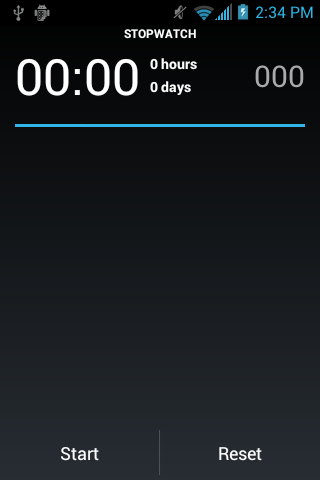 2:34 PM
STOPWATCH
00:00
0 hours
0 days
000
Start
Reset